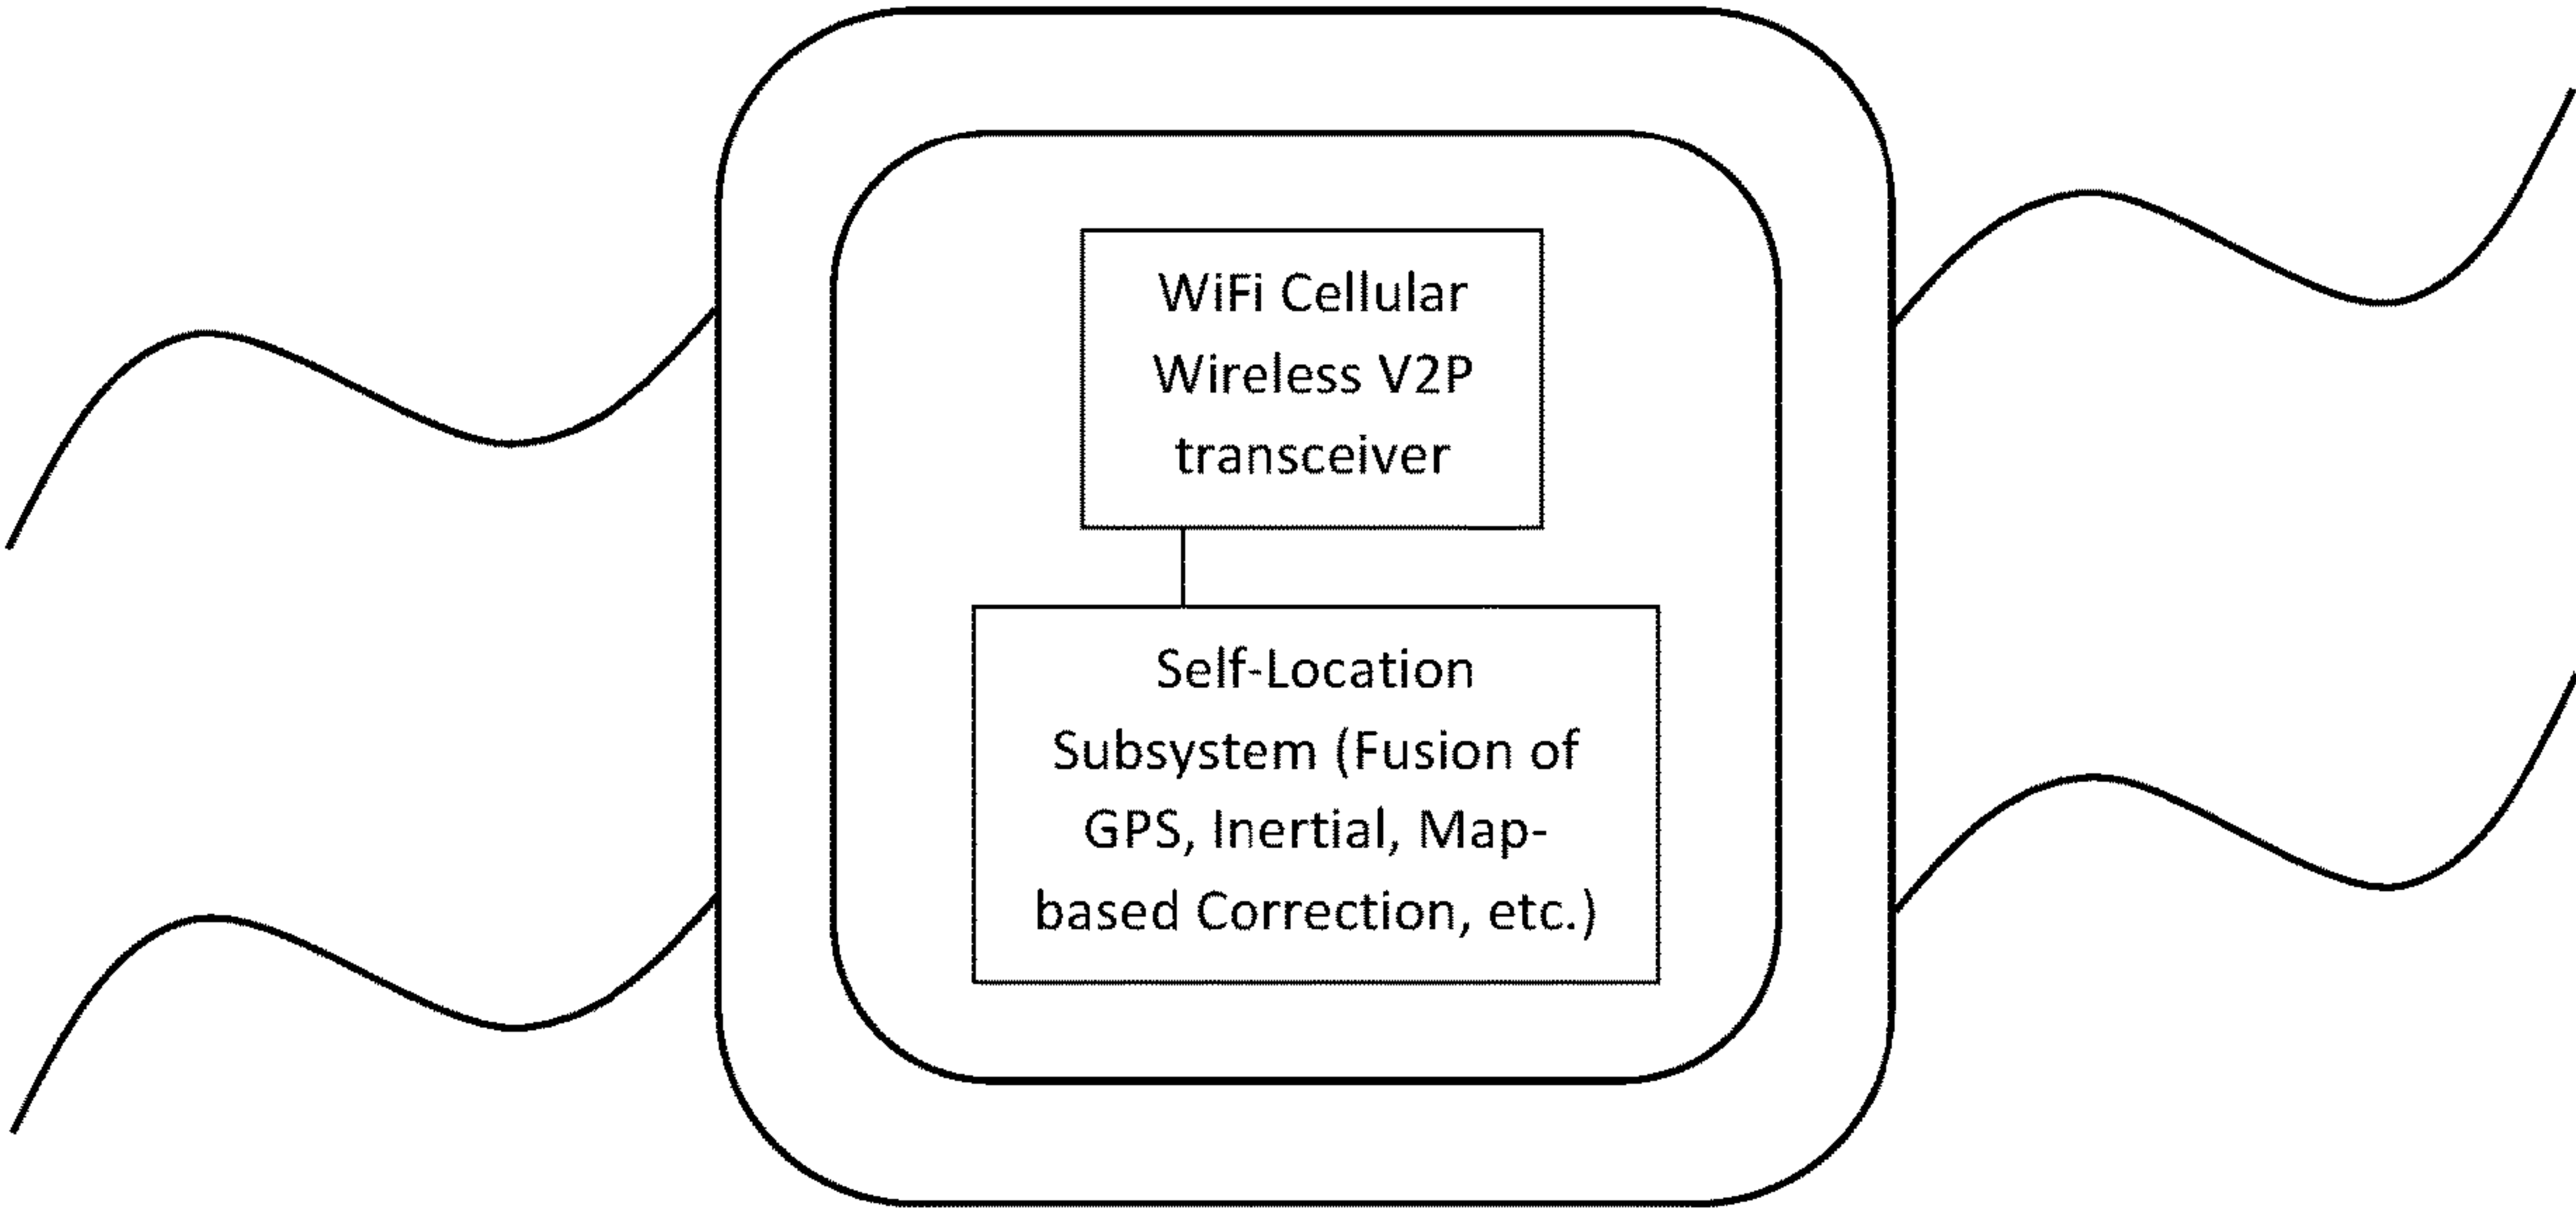 WiFi Cellular
Wireless V2P
transceiver
Self-Location
Subsystem (Fusion of
GPS, Inertial, Map-
based Correction, etc.)